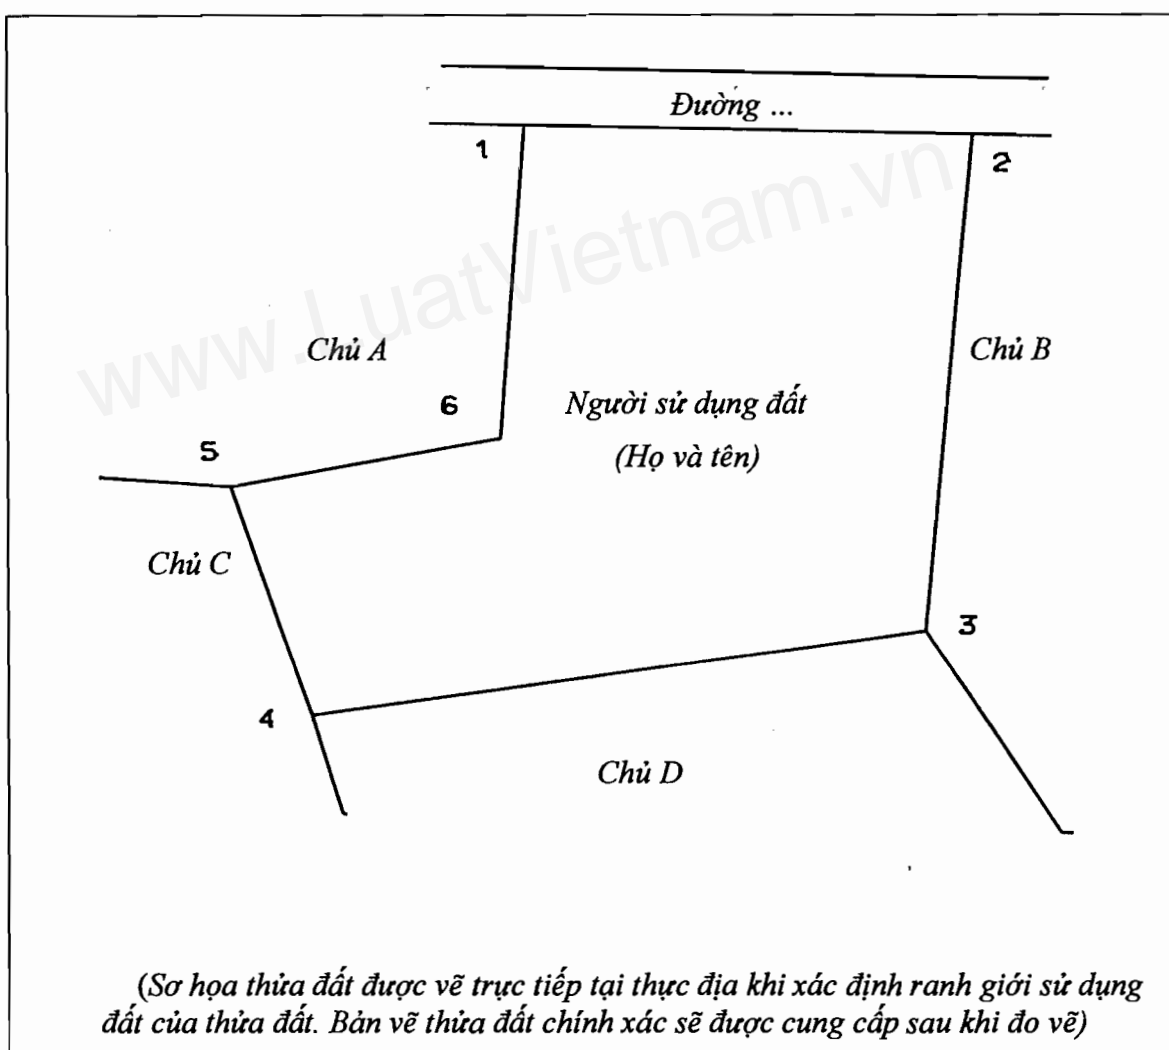 Đường ...
1
2
www.LuatVietnam.vn
Chủ A
Chủ B
6
Người sử dụng đất
(Họ và tên)
5
Chủ C
3
4
Chủ D
(Sơ họa thửa đất được vẽ trực tiếp tại thực địa khi xác định ranh giới sử dụng
đất của thửa đất. Bản vẽ thửa đất chính xác sẽ được cung cấp sau khi đo vẽ)